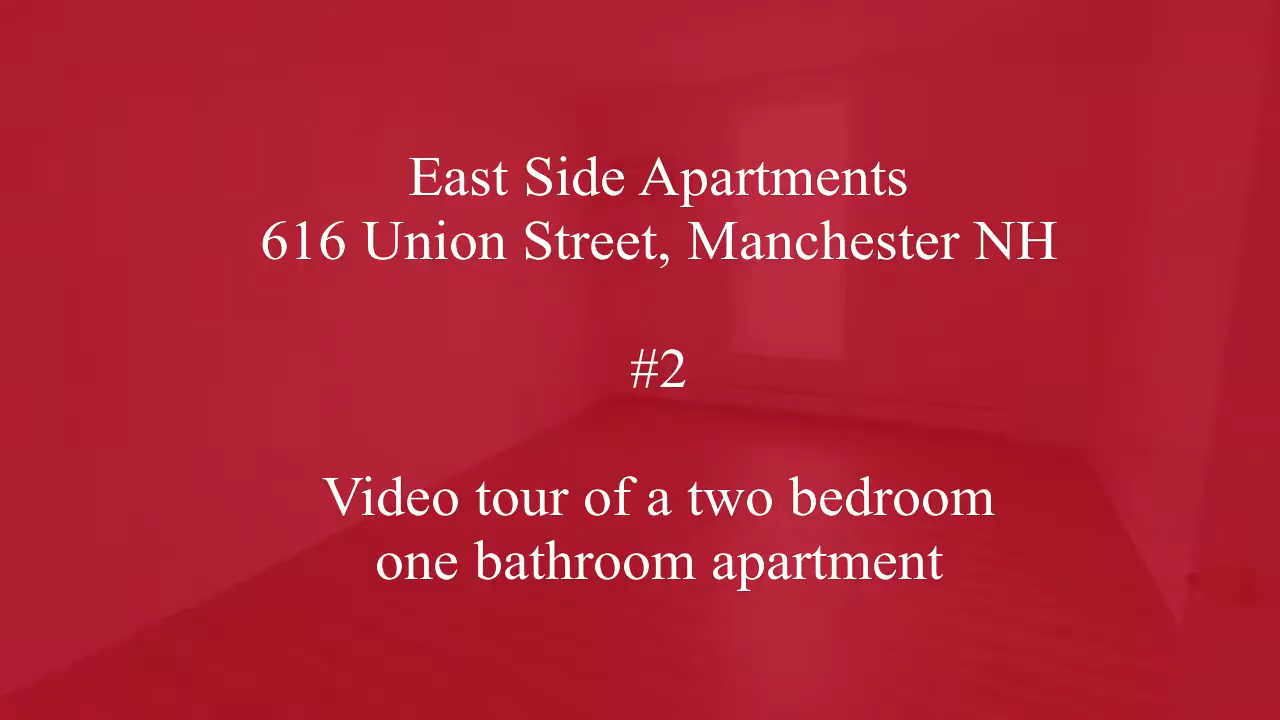 East Side Apartments
616 Union Street, Manchester NH
#2
Video tour of a two bedroom
one bathroom apartment